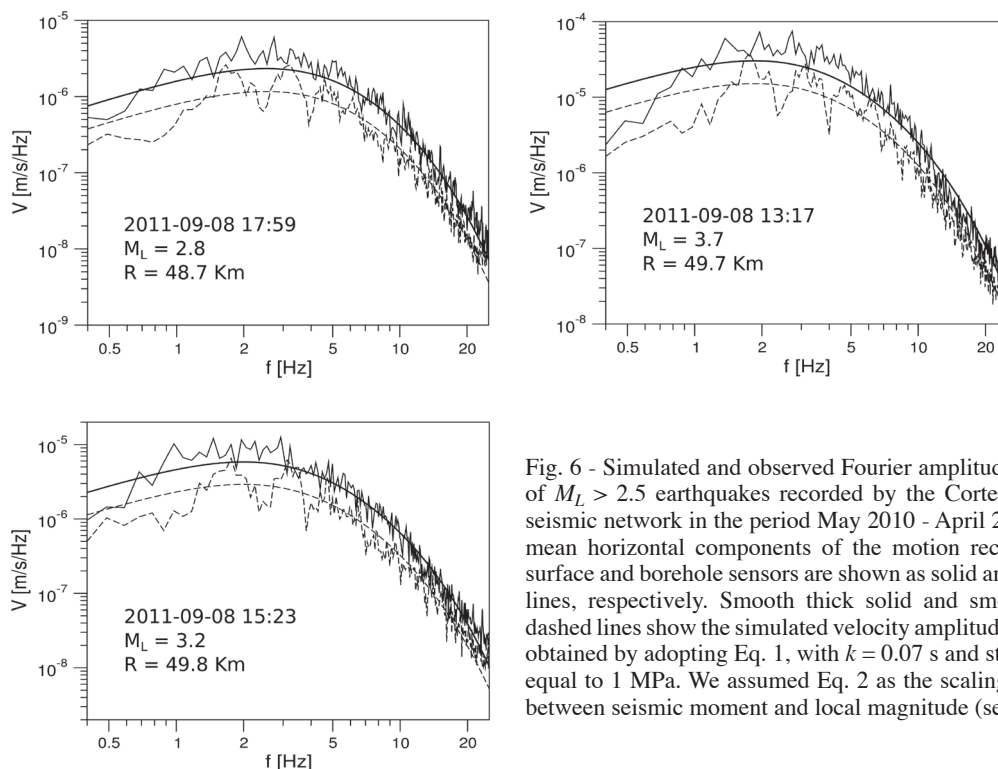 10⁻⁵
10⁻⁶
10⁻⁷
10⁻⁸
10⁻⁹
V [m/s/Hz]
2011-09-08 17:59
M_L = 2.8
R = 48.7 Km
0.5 1 2 5 10 20
f [Hz]
10⁻⁴
10⁻⁵
10⁻⁶
10⁻⁷
10⁻⁸
V [m/s/Hz]
2011-09-08 13:17
M_L = 3.7
R = 49.7 Km
0.5 1 2 5 10 20
f [Hz]
10⁻⁵
10⁻⁶
10⁻⁷
10⁻⁸
V [m/s/Hz]
2011-09-08 15:23
M_L = 3.2
R = 49.8 Km
0.5 1 2 5 10 20
f [Hz]
Fig. 6 - Simulated and observed Fourier amplitud
of M_L > 2.5 earthquakes recorded by the Corte
seismic network in the period May 2010 - April 2
mean horizontal components of the motion rec
surface and borehole sensors are shown as solid an
lines, respectively. Smooth thick solid and sm
dashed lines show the simulated velocity amplitud
obtained by adopting Eq. 1, with k = 0.07 s and st
equal to 1 MPa. We assumed Eq. 2 as the scaling
between seismic moment and local magnitude (se